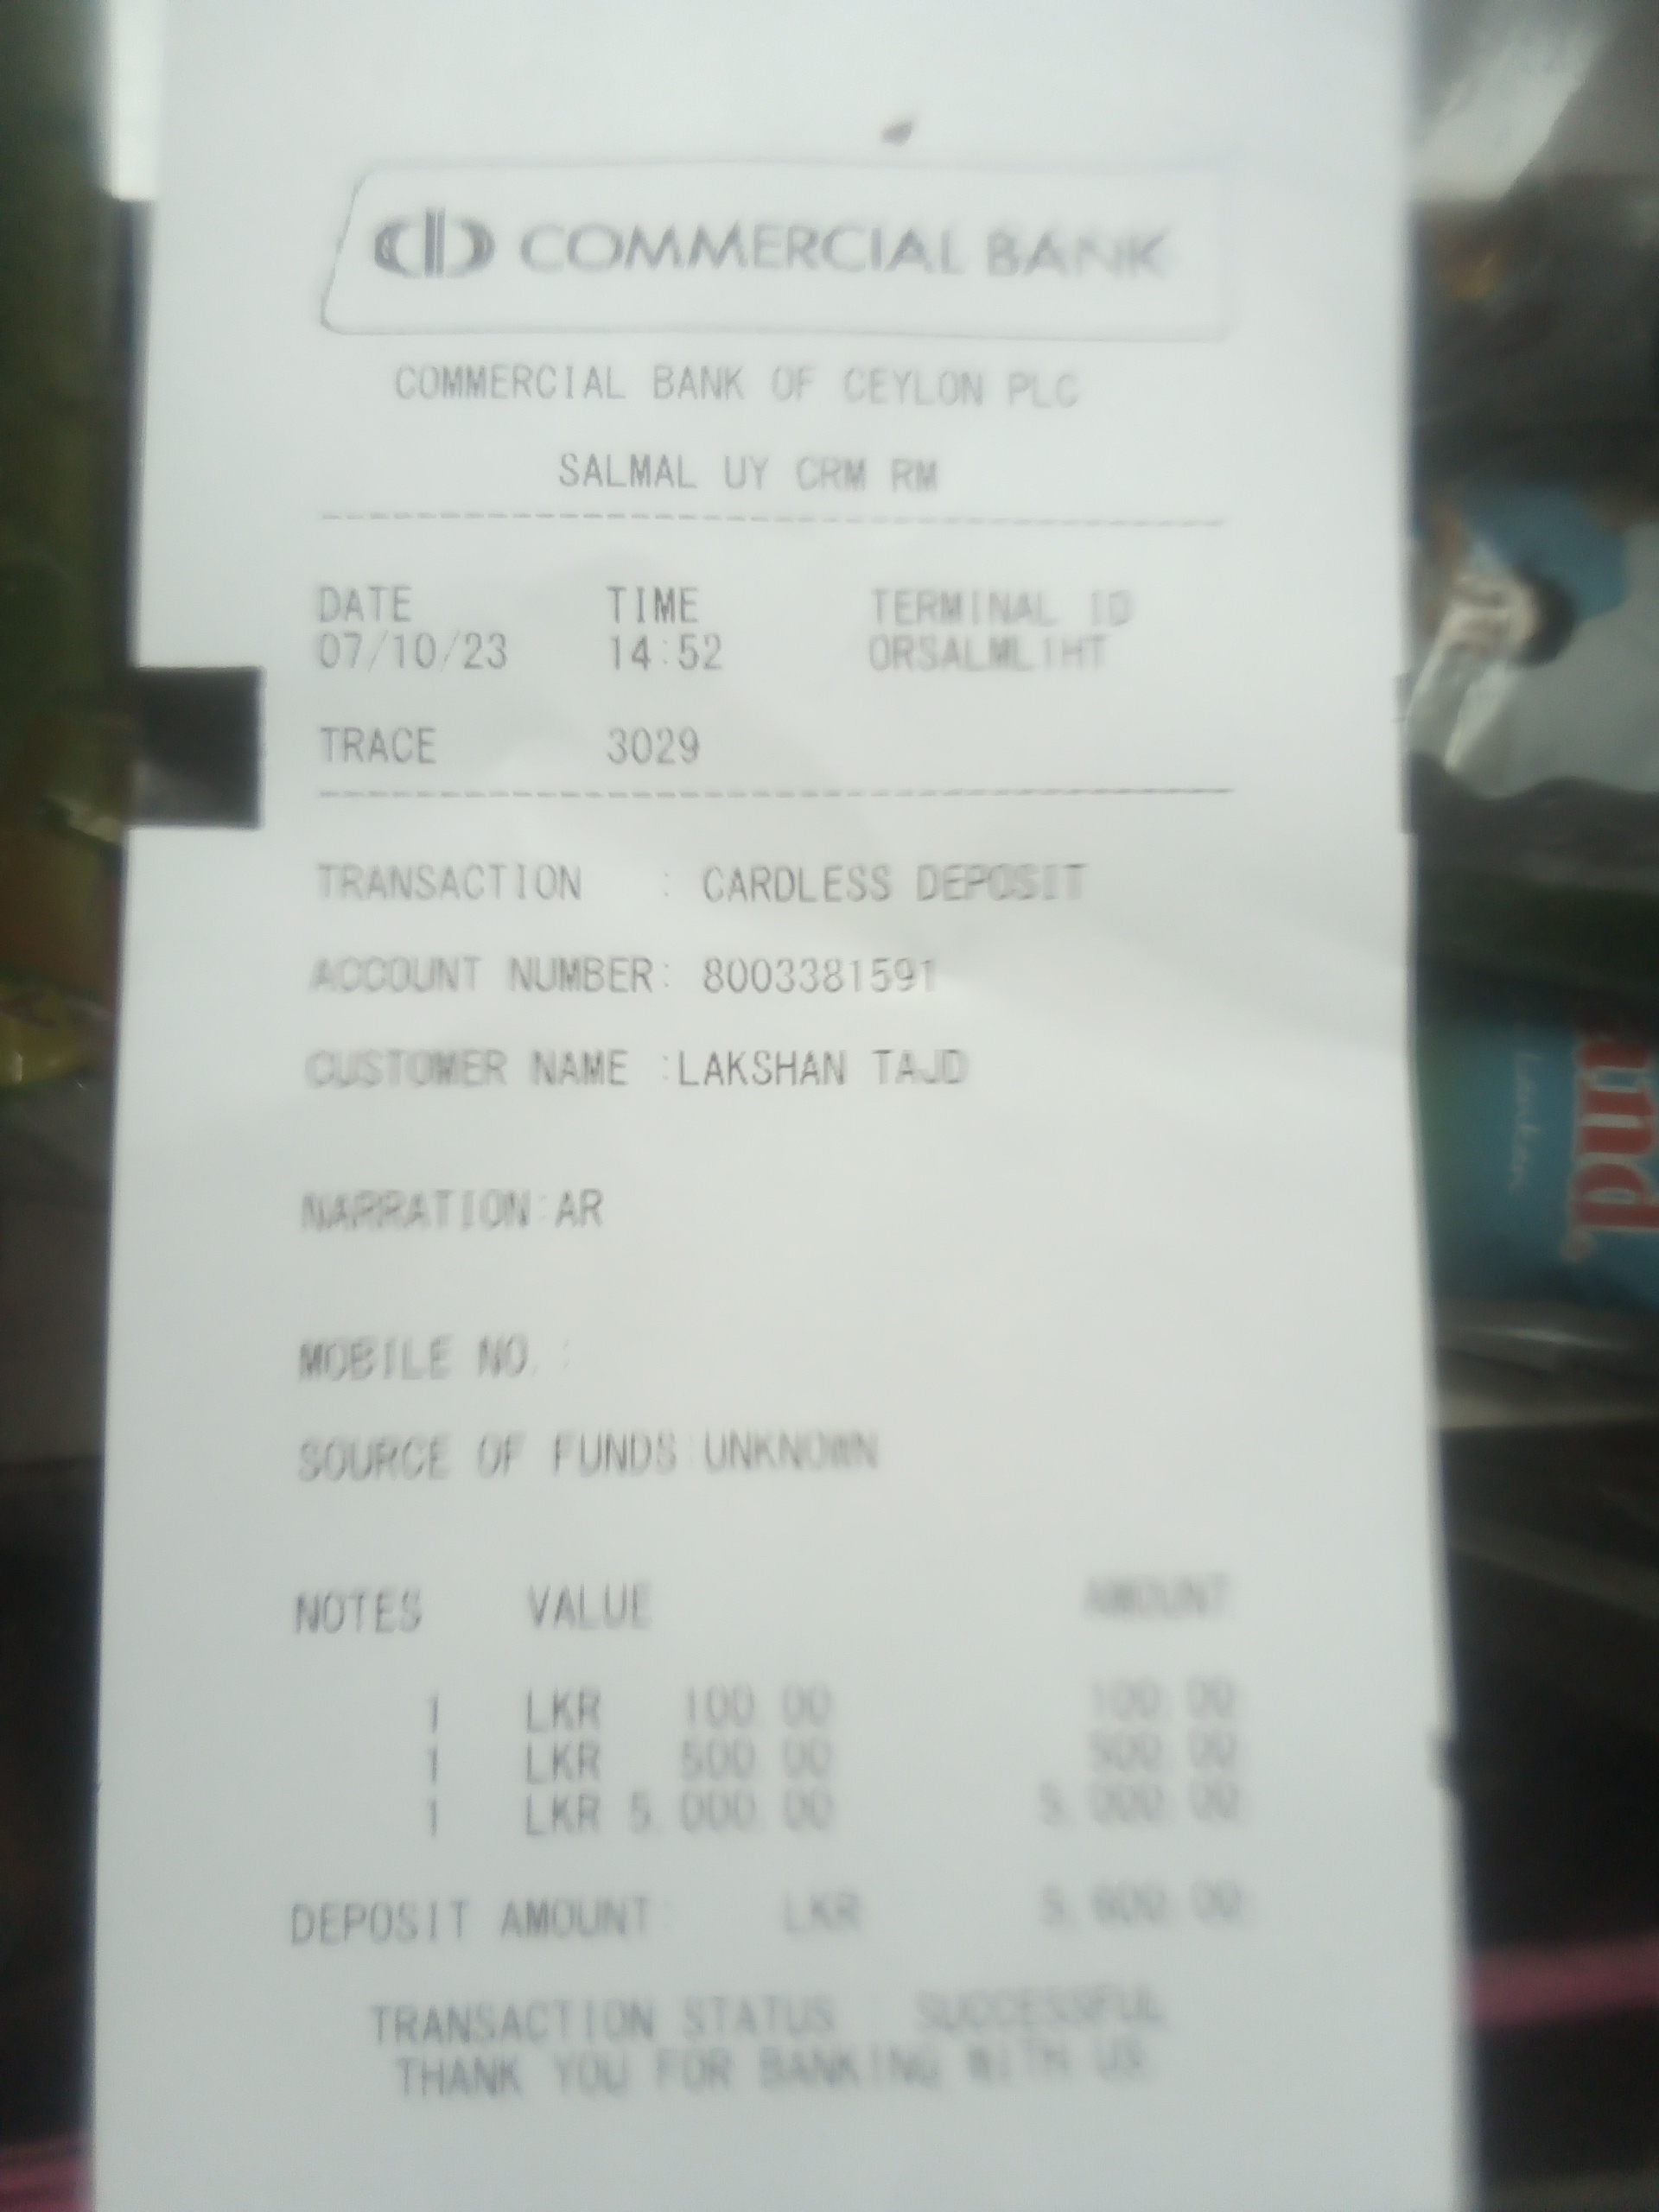 COMMERCIAL BANK
COMMERCIAL BANK OF CEYLON PLC
SALMAL UY CRM RM
DATE TIME TERMINAL ID
07/10/23 14:52 ORSALML1HT
TRACE 3029
TRANSACTION : CARDLESS DEPOSIT
ACCOUNT NUMBER: 8003381591
CUSTOMER NAME :LAKSHAN TAJD
NARRATION:AR
MOBILE NO. :
SOURCE OF FUNDS:UNKNOWN
NOTES VALUE AMOUNT
1 LKR 100.00 100.00
1 LKR 500.00 500.00
1 LKR 5,000.00 5,000.00
DEPOSIT AMOUNT: LKR 5,600.00
TRANSACTION STATUS : SUCCESSFUL
THANK YOU FOR BANKING WITH US